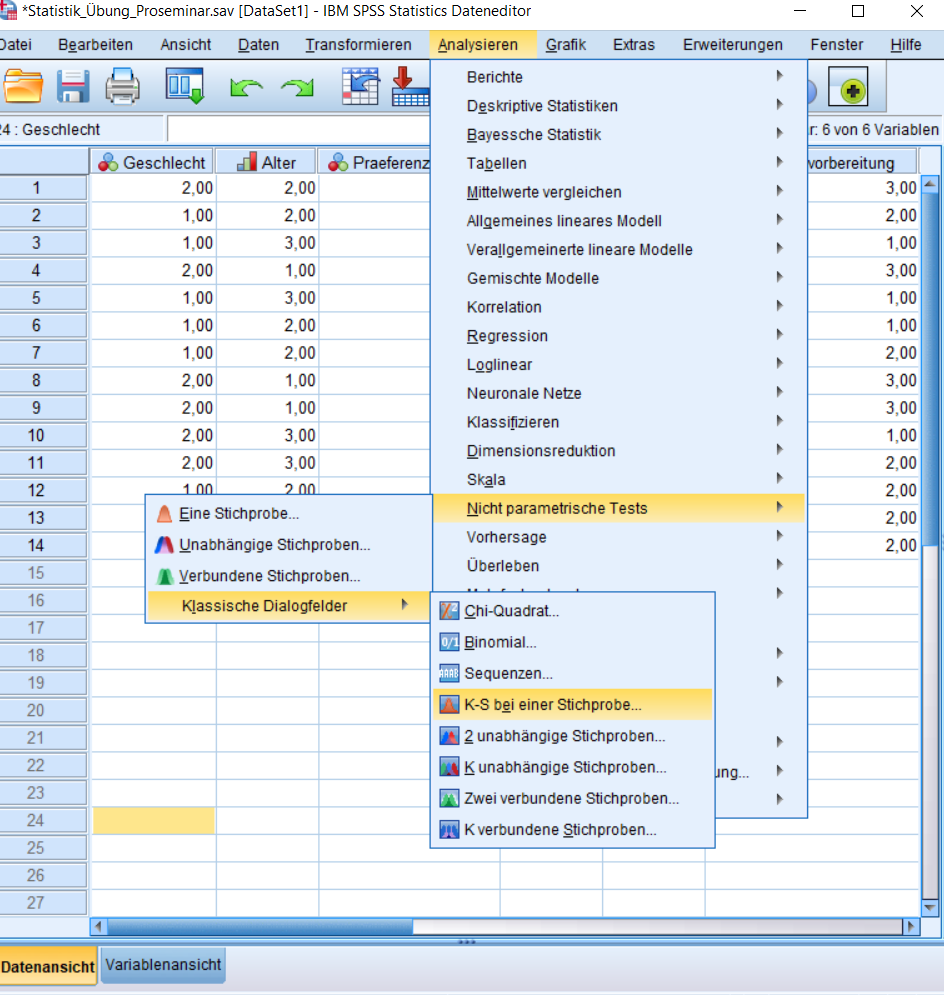 *Statistik_Übung_Proseminar.sav [DataSet1] - IBM SPSS Statistics Dateneditor
Datei Bearbeiten Ansicht Daten Transformieren Analysieren Grafik Extras Erweiterungen Fenster Hilfe
24 : Geschlecht
r: 6 von 6 Variablen
Geschlecht Alter Praeferenz vorbereitung
1 2,00 2,00 3,00
2 1,00 2,00 2,00
3 1,00 3,00 1,00
4 2,00 1,00 3,00
5 1,00 3,00 1,00
6 1,00 2,00 1,00
7 1,00 2,00 2,00
8 2,00 1,00 3,00
9 2,00 1,00 3,00
10 2,00 3,00 1,00
11 2,00 3,00 2,00
12 1,00 2,00 2,00
13 2,00
14 2,00
15
16
17
18
19
20
21
22
23
24
25
26
27
Berichte
Deskriptive Statistiken
Bayessche Statistik
Tabellen
Mittelwerte vergleichen
Allgemeines lineares Modell
Verallgemeinerte lineare Modelle
Gemischte Modelle
Korrelation
Regression
Loglinear
Neuronale Netze
Klassifizieren
Dimensionsreduktion
Skala
Nicht parametrische Tests
Vorhersage
Überleben
ung...
Eine Stichprobe...
Unabhängige Stichproben...
Verbundene Stichproben...
Klassische Dialogfelder
Chi-Quadrat...
0/1 Binomial...
AAAB Sequenzen...
K-S bei einer Stichprobe...
2 unabhängige Stichproben...
K unabhängige Stichproben...
Zwei verbundene Stichproben...
K verbundene Stichproben...
Datenansicht Variablenansicht